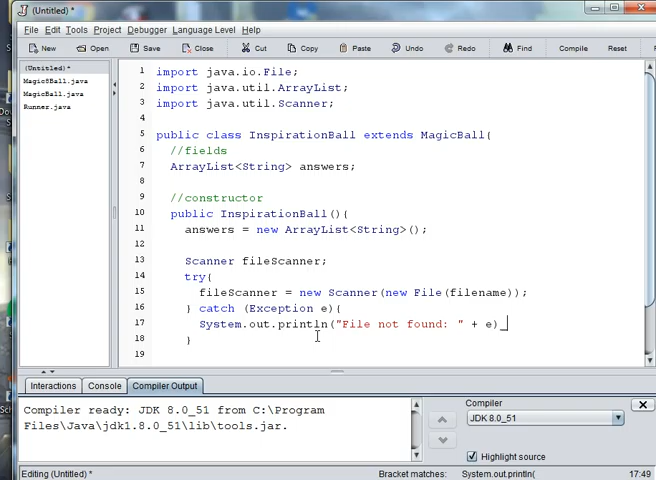 (Untitled) *
File Edit Tools Project Debugger Language Level Help
New Open Save Close Cut Copy Paste Undo Redo Find Compile Reset
(Untitled) *
Magic8Ball.java
MagicBall.java
Runner.java
1 import java.io.File;
2 import java.util.ArrayList;
3 import java.util.Scanner;
4
5 public class InspirationBall extends MagicBall{
6 //fields
7 ArrayList<String> answers;
8
9 //constructor
10 public InspirationBall(){
11 answers = new ArrayList<String>();
12
13 Scanner fileScanner;
14 try{
15 fileScanner = new Scanner(new File(filename));
16 } catch (Exception e){
17 System.out.println("File not found: " + e)
18 }
19
Interactions Console Compiler Output
Compiler ready: JDK 8.0_51 from C:\Program
Files\Java\jdk1.8.0_51\lib\tools.jar.
Compiler
JDK 8.0_51
Highlight source
Editing (Untitled) * Bracket matches: System.out.println( 17:49